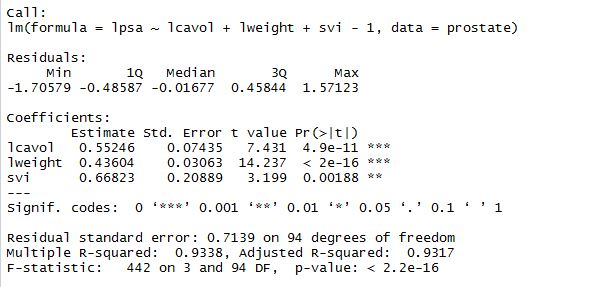 Call:
lm(formula = lpsa ~ lcavol + lweight + svi - 1, data = prostate)
Residuals:
Min 1Q Median 3Q Max
-1.70579 -0.48587 -0.01677 0.45844 1.57123
Coefficients:
Estimate Std. Error t value Pr(>|t|)
lcavol 0.55246 0.07435 7.431 4.9e-11 ***
lweight 0.43604 0.03063 14.237 < 2e-16 ***
svi 0.66823 0.20889 3.199 0.00188 **
---
Signif. codes: 0 ‘***’ 0.001 ‘**’ 0.01 ‘*’ 0.05 ‘.’ 0.1 ‘ ’ 1
Residual standard error: 0.7139 on 94 degrees of freedom
Multiple R-squared: 0.9338, Adjusted R-squared: 0.9317
F-statistic: 442 on 3 and 94 DF, p-value: < 2.2e-16